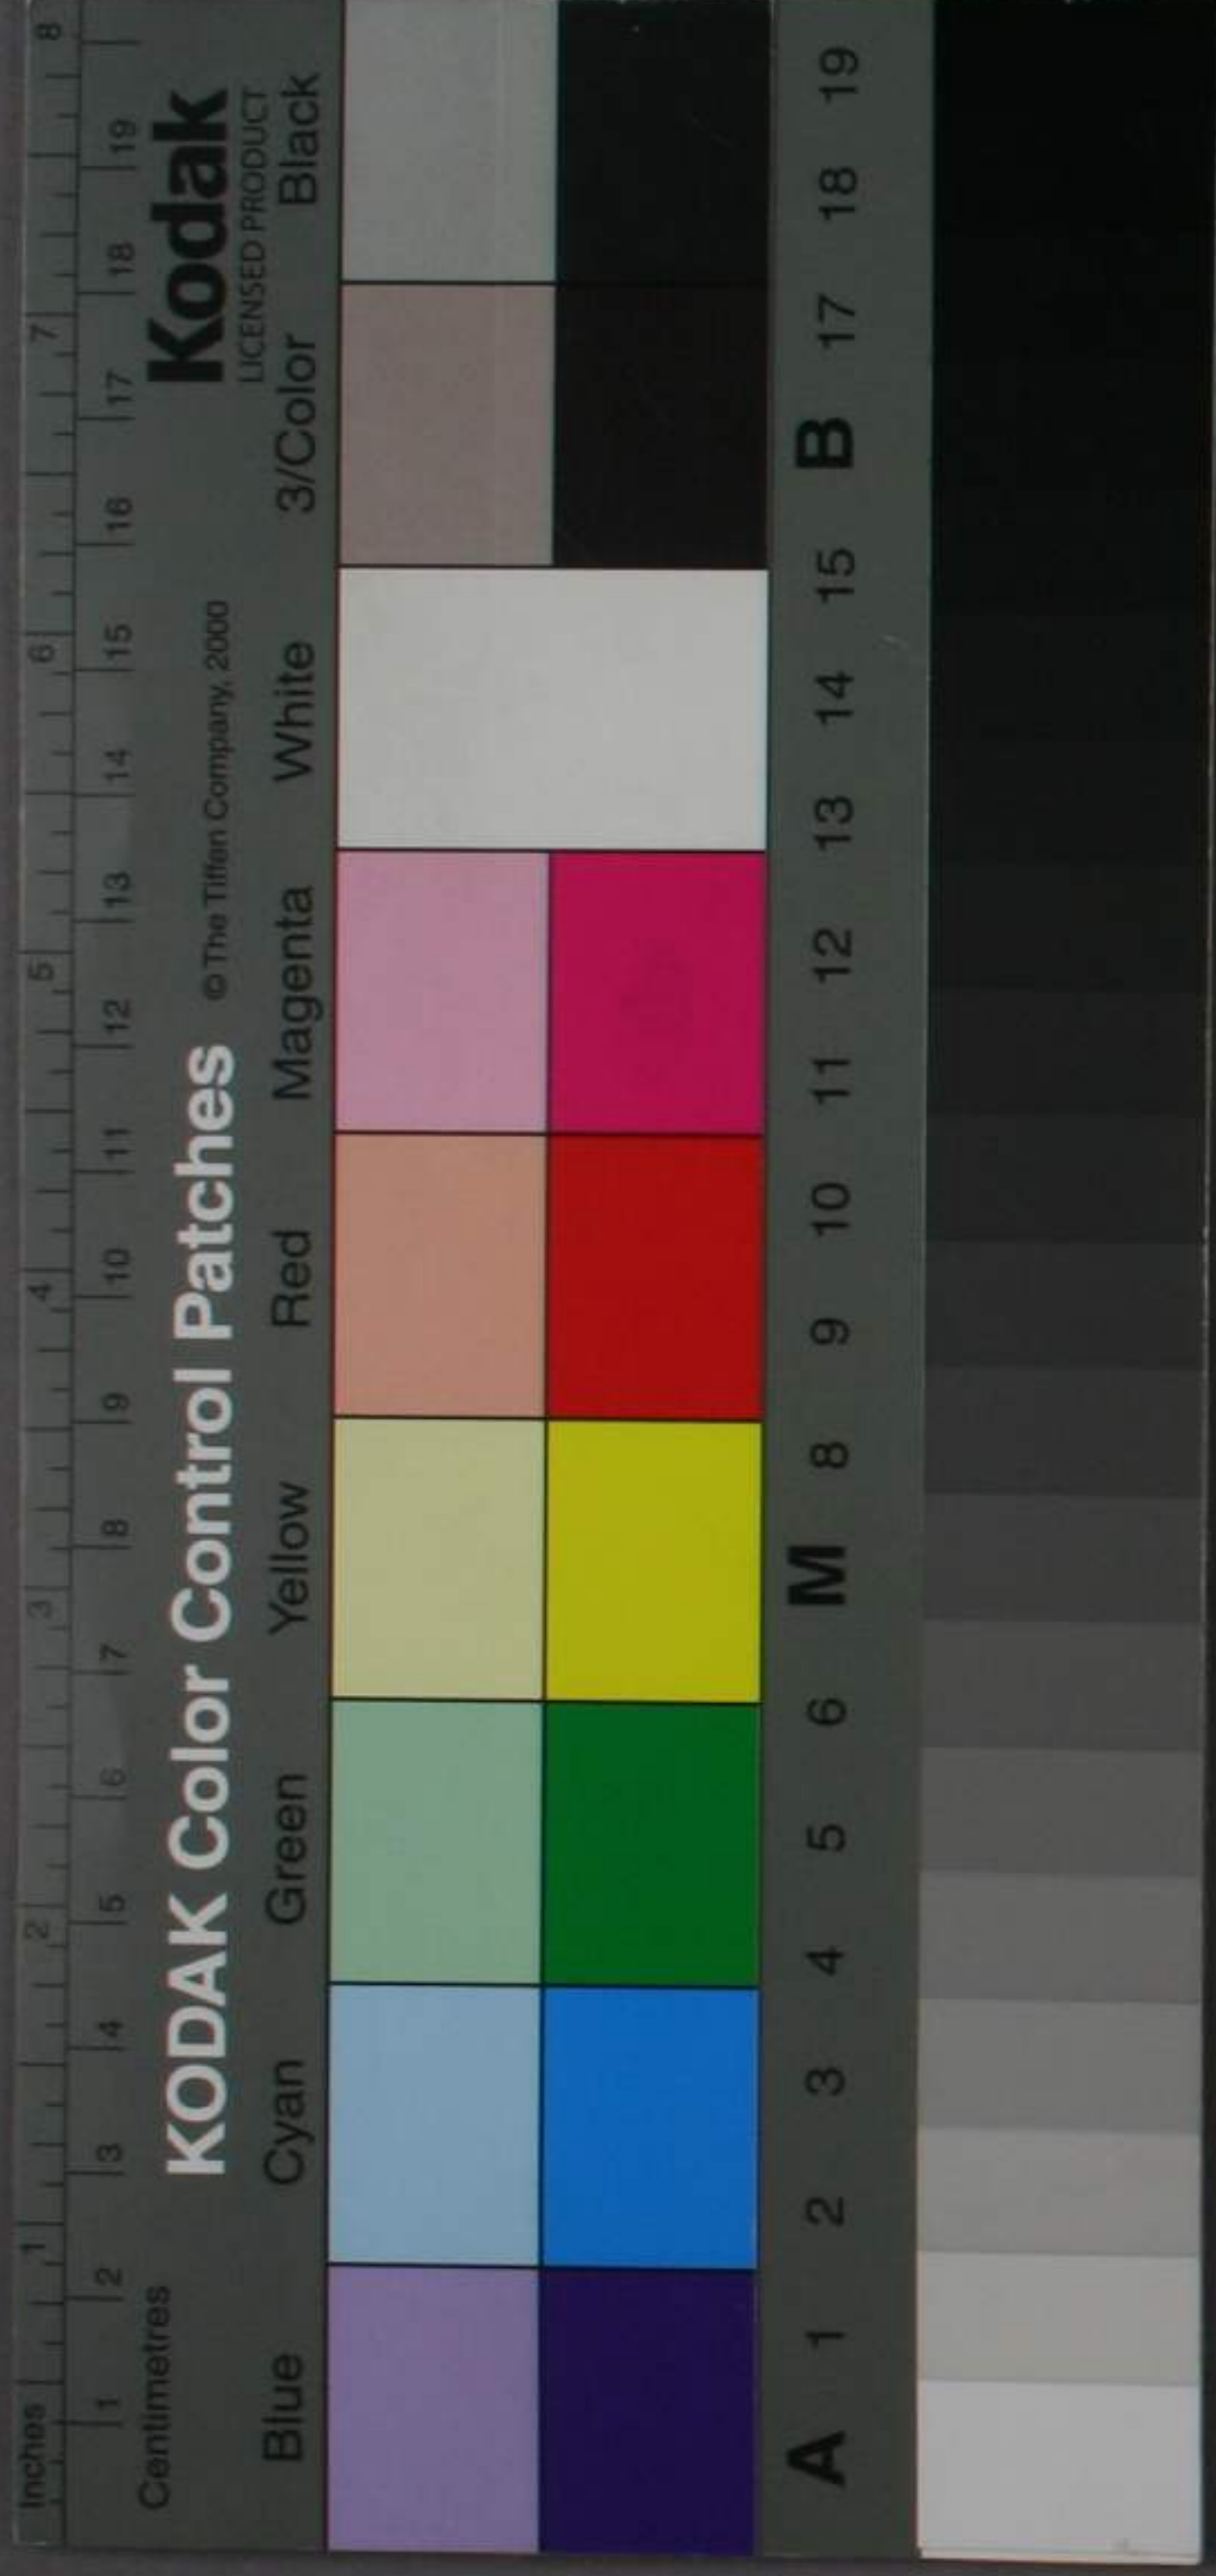 Inches 1 2 3 4 5 6 7 8
1 2 3 4 5 6 7 8 9 10 11 12 13 14 15 16 17 18 19
Centimetres
KODAK Color Control Patches © The Tiffen Company, 2000 Kodak
LICENSED PRODUCT
Blue Cyan Green Yellow Red Magenta White 3/Color Black
A 1 2 3 4 5 6 M 8 9 10 11 12 13 14 15 B 17 18 19